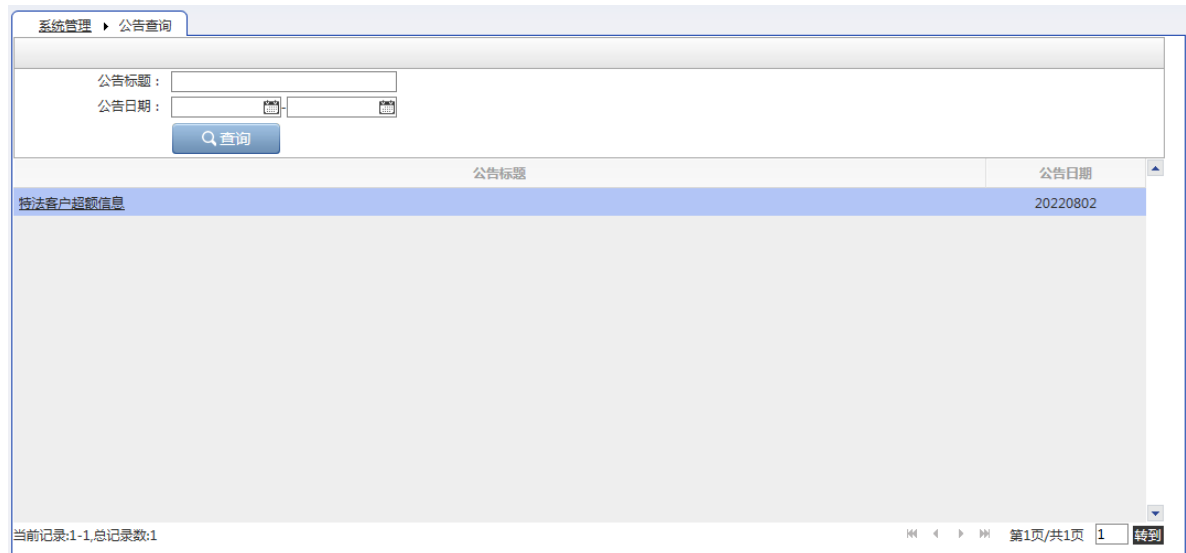 系统管理 ▸ 公告查询
公告标题：
公告日期： -
查询
公告标题 公告日期
特法客户超额信息 20220802
当前记录:1-1,总记录数:1 第1页/共1页 1 转到